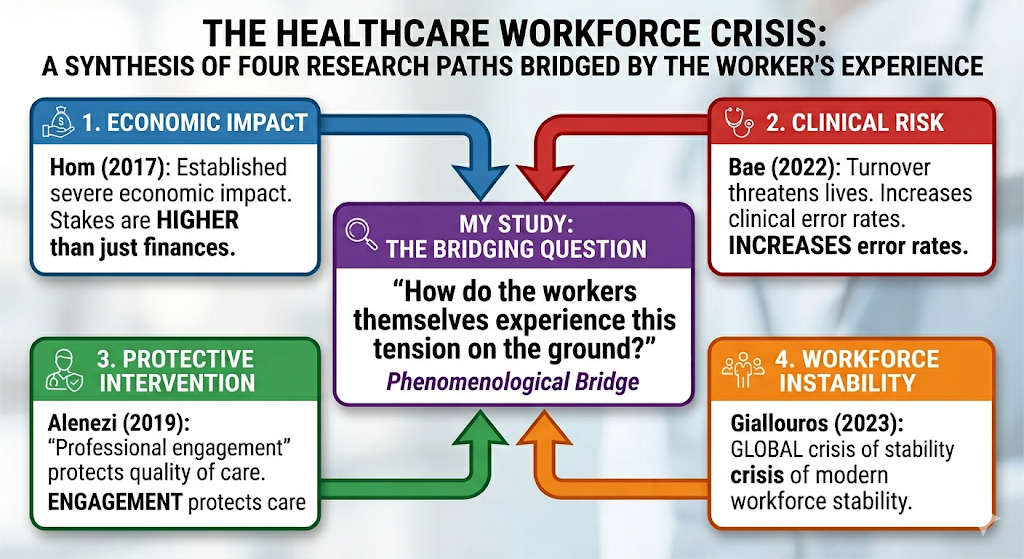 THE HEALTHCARE WORKFORCE CRISIS:
A SYNTHESIS OF FOUR RESEARCH PATHS BRIDGED BY THE WORKER'S EXPERIENCE
1. ECONOMIC IMPACT
Hom (2017): Established
severe economic impact.
Stakes are HIGHER
than just finances.
2. CLINICAL RISK
Bae (2022): Turnover
threatens lives. Increases
clinical error rates.
INCREASES error rates.
MY STUDY:
THE BRIDGING QUESTION
“How do the workers
themselves experience this
tension on the ground?”
Phenomenological Bridge
3. PROTECTIVE
INTERVENTION
Alenezi (2019):
“Professional engagement”
protects quality of care.
ENGAGEMENT protects care
4. WORKFORCE
INSTABILITY
Giallouros (2023):
GLOBAL crisis of stability
crisis of modern
workforce stability.